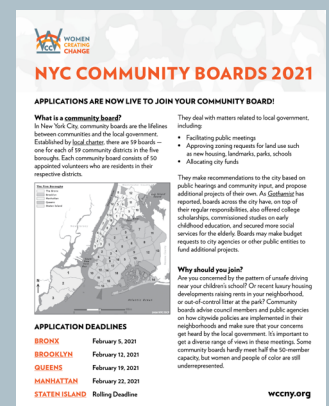 WCCNY
WOMEN
CREATING
CHANGE
NYC COMMUNITY BOARDS 2021
APPLICATIONS ARE NOW LIVE TO JOIN YOUR COMMUNITY BOARD!
What is a community board?
In New York City, community boards are the lifelines
between communities and the local government.
Established by local charter, there are 59 boards —
one for each of 59 community districts in the five
boroughs. Each community board consists of 50
appointed volunteers who are residents in their
respective districts.
The Five Boroughs
APPLICATION DEADLINES
BRONX February 5, 2021
BROOKLYN February 12, 2021
QUEENS February 19, 2021
MANHATTAN February 22, 2021
STATEN ISLAND Rolling Deadline
They deal with matters related to local government,
including:
• Facilitating public meetings
• Approving zoning requests for land use such
as new housing, landmarks, parks, schools
• Allocating city funds
They make recommendations to the city based on
public hearings and community input, and propose
additional projects of their own. As Gothamist has
reported, boards across the city have, on top of
their regular responsibilities, also offered college
scholarships, commissioned studies on early
childhood education, and secured more social
services for the elderly. Boards may make budget
requests to city agencies or other public entities to
fund additional projects.
Why should you join?
Are you concerned by the pattern of unsafe driving
near your children's school? Or recent luxury housing
developments raising rents in your neighborhood,
or out-of-control litter at the park? Community
boards advise council members and public agencies
on how citywide policies are implemented in their
neighborhoods and make sure that your concerns
get heard by the local government. It's important to
get a diverse range of views in these meetings. Some
community boards hardly meet half the 50-member
capacity, but women and people of color are still
underrepresented.
wccny.org